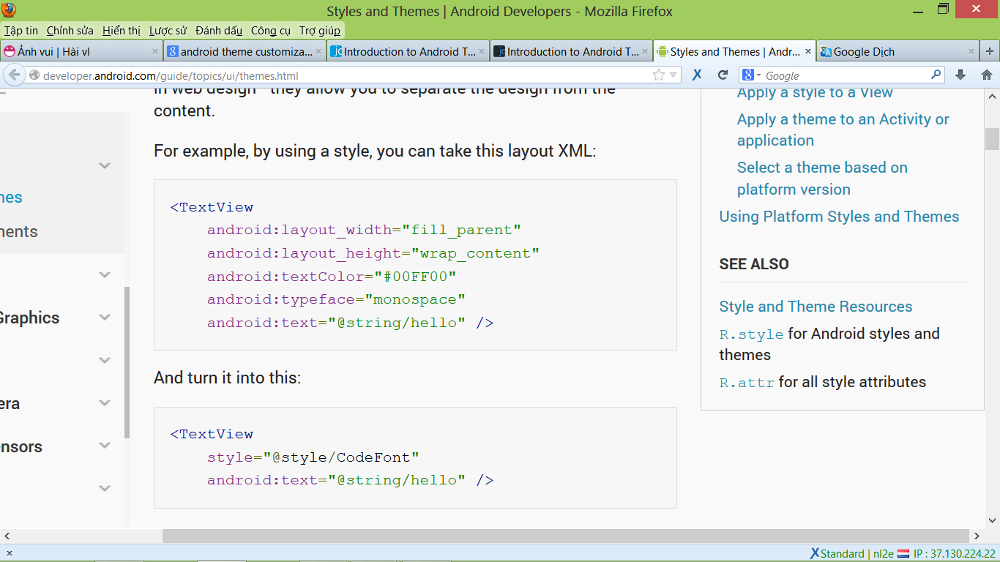 Styles and Themes | Android Developers - Mozilla Firefox
Tập tin Chỉnh sửa Hiển thị Lược sử Đánh dấu Công cụ Trợ giúp
Ảnh vui | Hài vl
android theme customiza...
Introduction to Android T...
Introduction to Android T...
Styles and Themes | Andr...
Google Dịch
developer.android.com/guide/topics/ui/themes.html
Google
in web design—they allow you to separate the design from the
content.
For example, by using a style, you can take this layout XML:
<TextView
android:layout_width="fill_parent"
android:layout_height="wrap_content"
android:textColor="#00FF00"
android:typeface="monospace"
android:text="@string/hello" />
And turn it into this:
<TextView
style="@style/CodeFont"
android:text="@string/hello" />
nes
nents
Graphics
era
ensors
Apply a style to a View
Apply a theme to an Activity or
application
Select a theme based on
platform version
Using Platform Styles and Themes
SEE ALSO
Style and Theme Resources
R.style for Android styles and
themes
R.attr for all style attributes
Standard | nl2e IP : 37.130.224.22